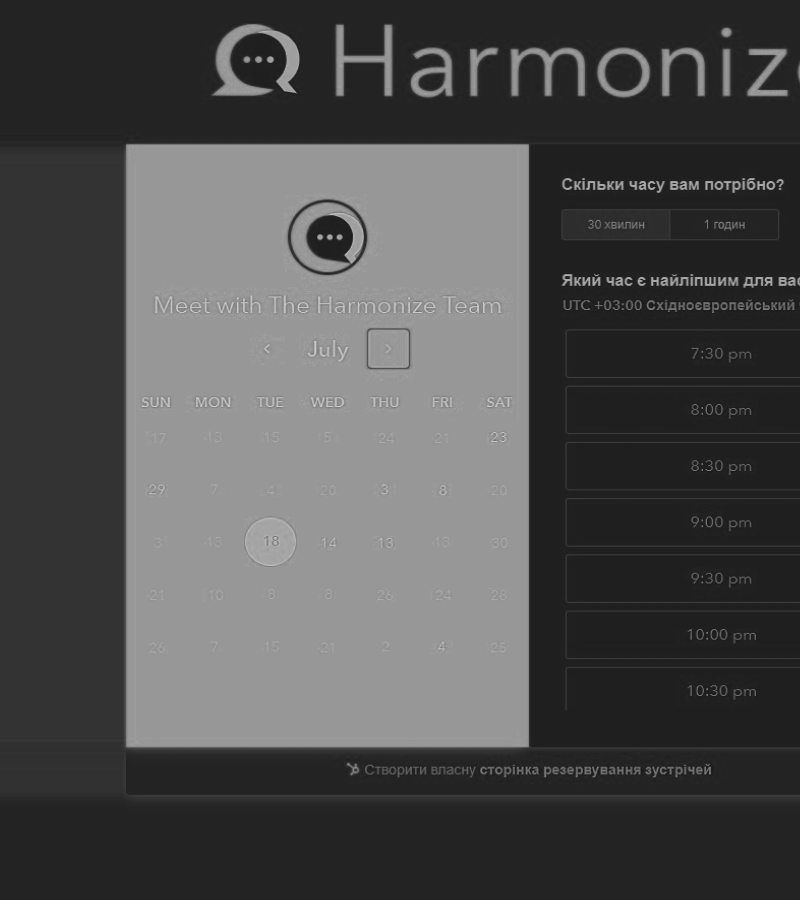 Harmonize
Meet with The Harmonize Team
July
SUN MON TUE WED THU FRI SAT
17 13 15 5 24 21 23
29 7 4 20 3 8 20
3 13 18 14 13 13 30
21 10 8 8 26 24 28
26 7 15 21 2 4 25
Скільки часу вам потрібно?
30 хвилин 1 годин
Який час є найліпшим для вас
UTC +03:00 Східноєвропейський
7:30 pm
8:00 pm
8:30 pm
9:00 pm
9:30 pm
10:00 pm
10:30 pm
Створити власну сторінка резервування зустрічей